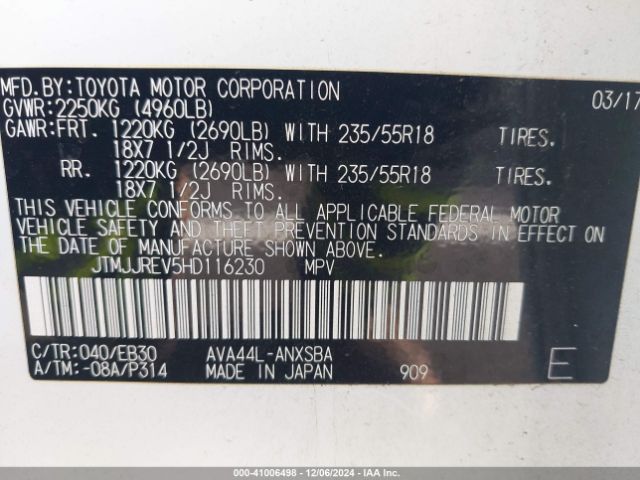 MFD.BY:TOYOTA MOTOR CORPORATION 03/17
GVWR:2250KG (4960LB)
GAWR:FRT. 1220KG (2690LB) WITH 235/55R18 TIRES.
18X7 1/2J RIMS.
RR. 1220KG (2690LB) WITH 235/55R18 TIRES.
18X7 1/2J RIMS.
THIS VEHICLE CONFORMS TO ALL APPLICABLE FEDERAL MOTOR
VEHICLE SAFETY AND THEFT PREVENTION STANDARDS IN EFFECT ON
THE DATE OF MANUFACTURE SHOWN ABOVE.
JTMJJREV5HD116230 MPV
C/TR:040/EB30 AVA44L-ANXSBA
A/TM:-08A/P314 MADE IN JAPAN 909 E
000-41006498 - 12/06/2024 - IAA Inc.